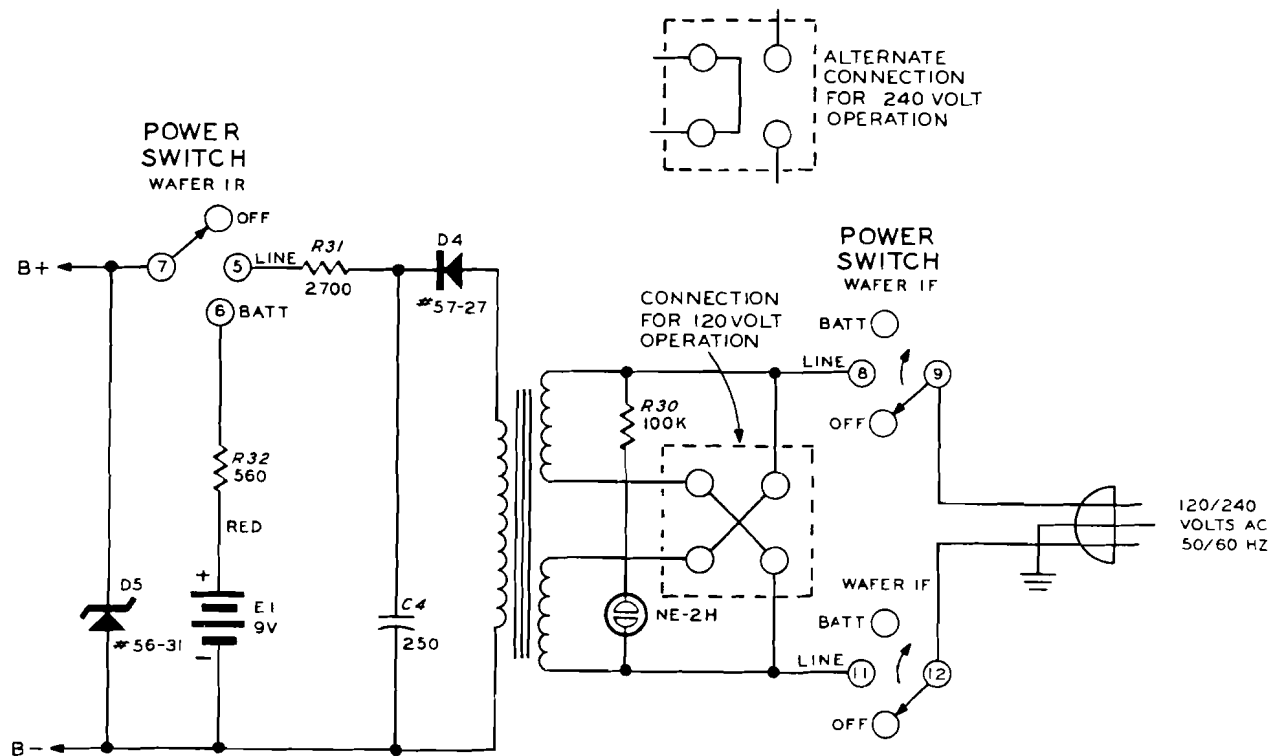 ALTERNATE
CONNECTION
FOR 240 VOLT
OPERATION
POWER
SWITCH
WAFER 1R
OFF
B+
7
5
LINE
R31
2700
D4
#57-27
6
BATT
POWER
SWITCH
WAFER 1F
CONNECTION
FOR 120 VOLT
OPERATION
BATT
LINE
8
9
OFF
R30
100K
R32
560
RED
120/240
VOLTS AC
50/60 HZ
D5
#56-31
+
E1
9V
-
C4
250
NE-2H
WAFER 1F
BATT
LINE
11
12
OFF
B-